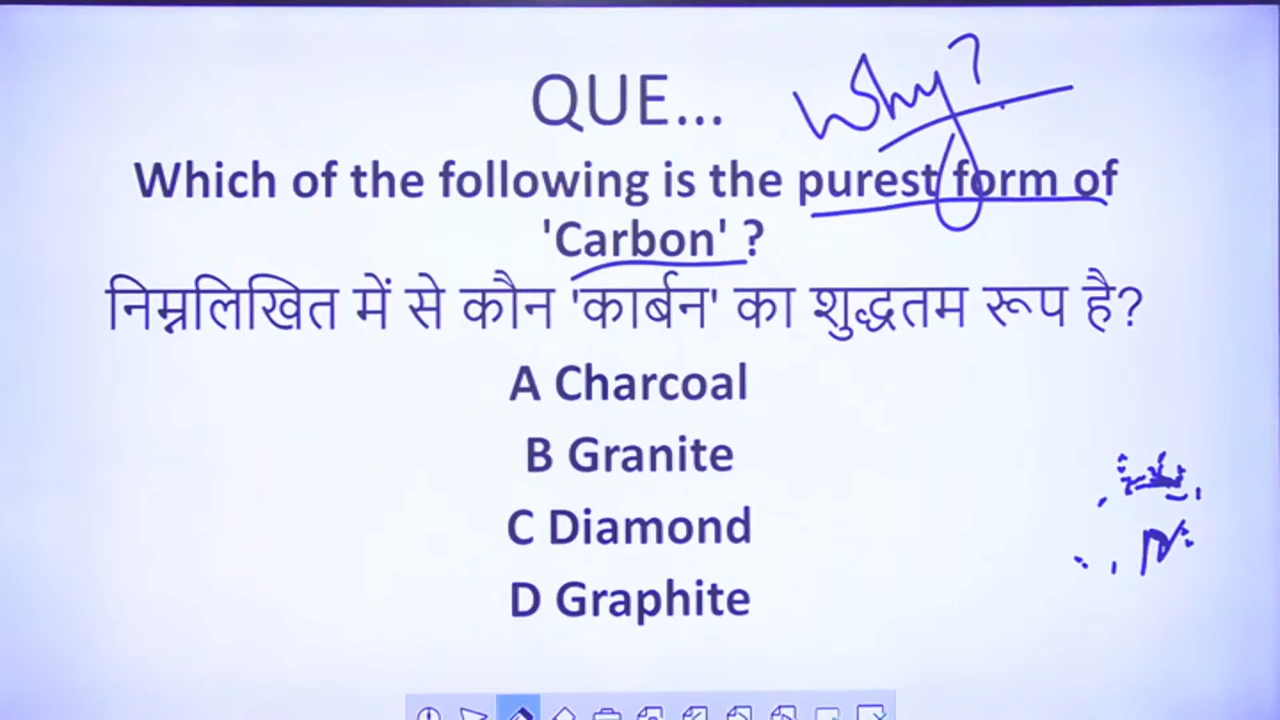 QUE...
Why?
Which of the following is the purest form of
'Carbon' ?
निम्नलिखित में से कौन 'कार्बन' का शुद्धतम रूप है?
A Charcoal
B Granite
C Diamond
D Graphite